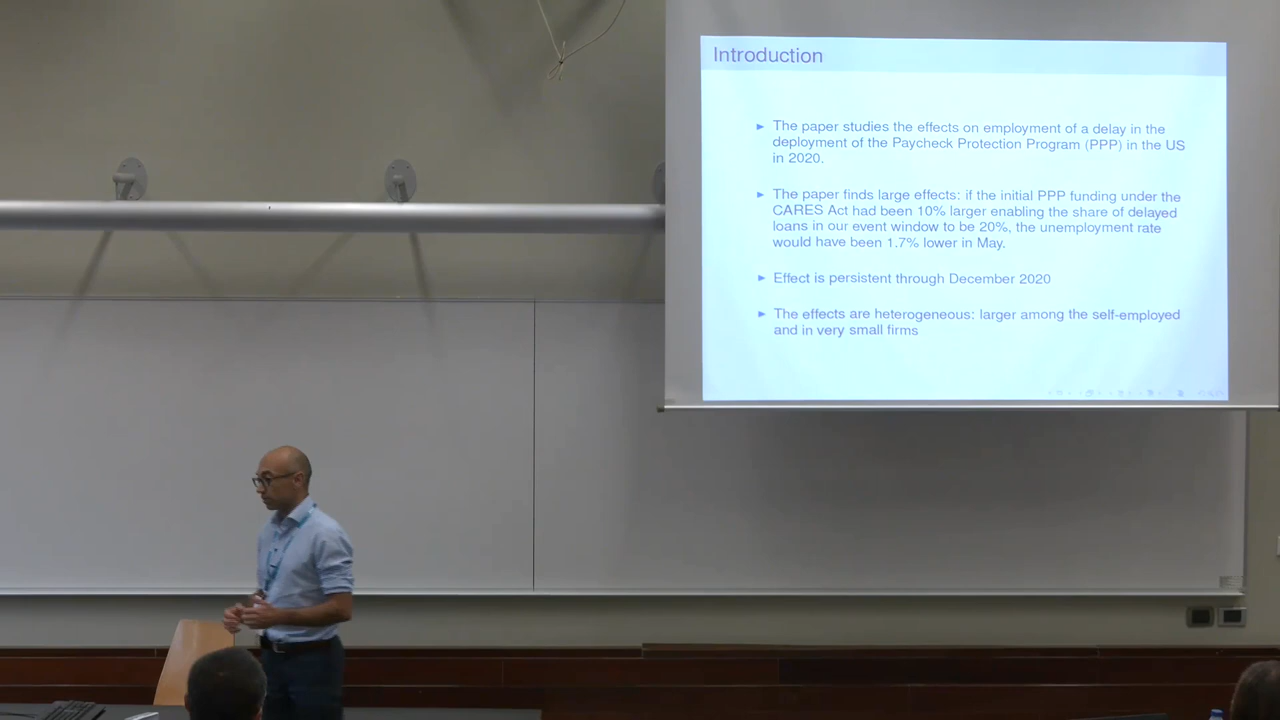 Introduction
► The paper studies the effects on employment of a delay in the
deployment of the Paycheck Protection Program (PPP) in the US
in 2020.
► The paper finds large effects: if the initial PPP funding under the
CARES Act had been 10% larger enabling the share of delayed
loans in our event window to be 20%, the unemployment rate
would have been 1.7% lower in May.
► Effect is persistent through December 2020
► The effects are heterogeneous: larger among the self-employed
and in very small firms